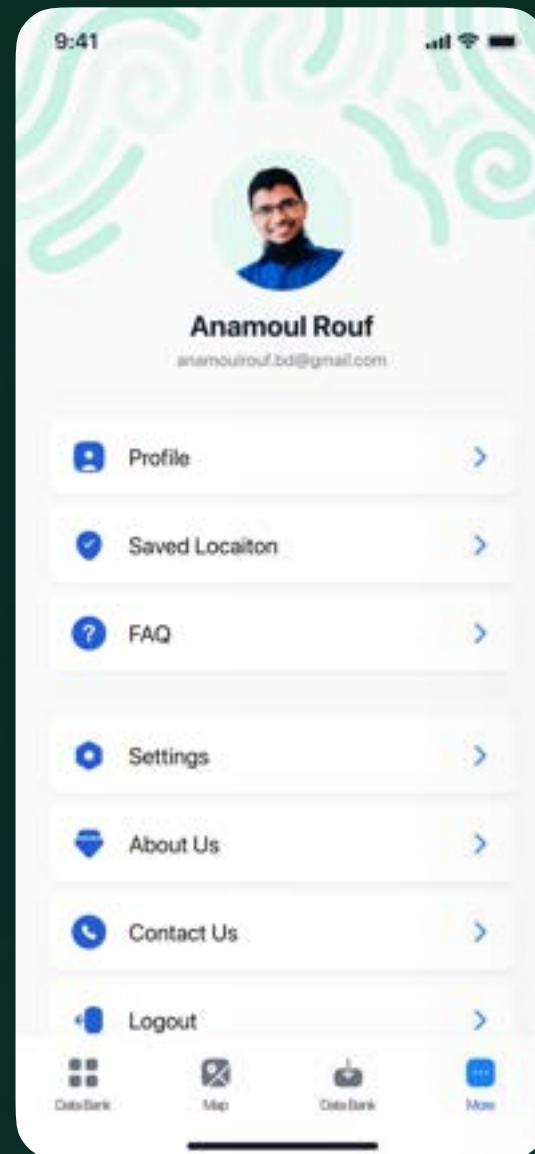 9:41
Anamoul Rouf
anamoulrouf.bd@gmail.com
Profile
Saved Locaiton
FAQ
Settings
About Us
Contact Us
Logout
Data Bank
Map
Data Bank
More